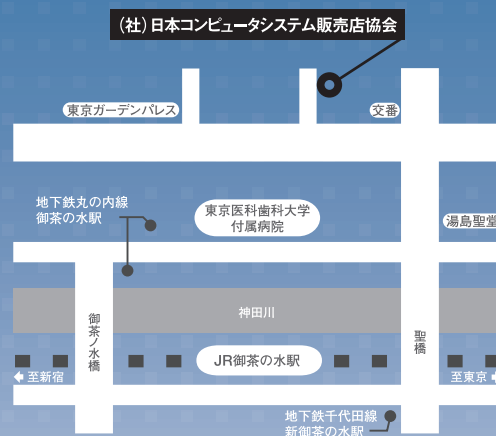 （社）日本コンピュータシステム販売店協会
東京ガーデンパレス
交番
地下鉄丸の内線
御茶の水駅
東京医科歯科大学
付属病院
湯島聖堂
神田川
御茶ノ水橋
聖橋
JR御茶の水駅
至新宿
至東京
地下鉄千代田線
新御茶の水駅